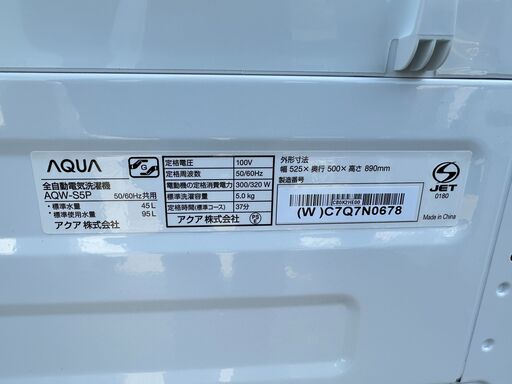 AQUA
G
全自動電気洗濯機
AQW-S5P 50/60Hz共用
・標準水量 45L
・標準使用水量 95L
アクア 株式会社
定格電圧 100V
定格周波数 50/60Hz
電動機の定格消費電力 300/320 W
標準洗濯容量 5.0kg
定格時間(標準コース) 37分
アクア 株式会社
PS E
外形寸法
幅 525× 奥行 500× 高さ 890mm
製造番号
CB0K2HE00
(W)C7Q7N0678
S
JET
0180
Made in China